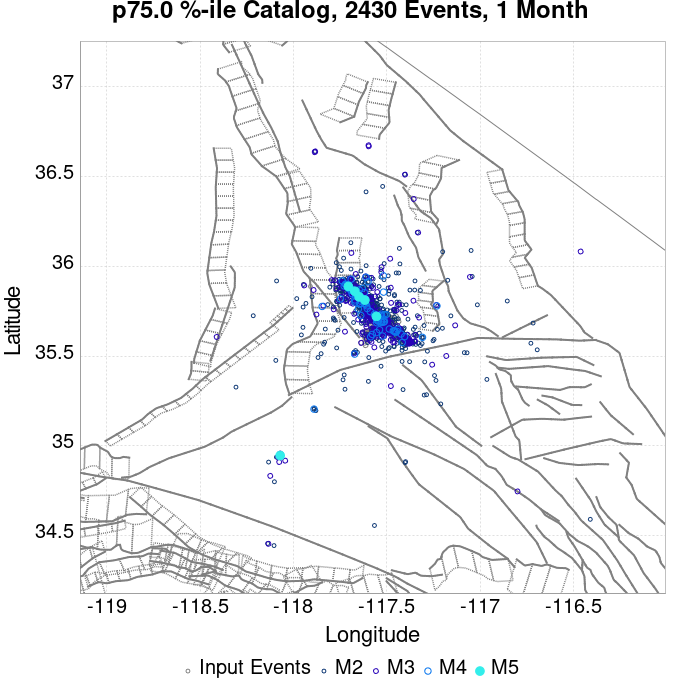 p75.0 %-ile Catalog, 2430 Events, 1 Month
37
36.5
36
35.5
35
34.5
Latitude
-119 -118.5 -118 -117.5 -117 -116.5
Longitude
Input Events M2 M3 M4 M5